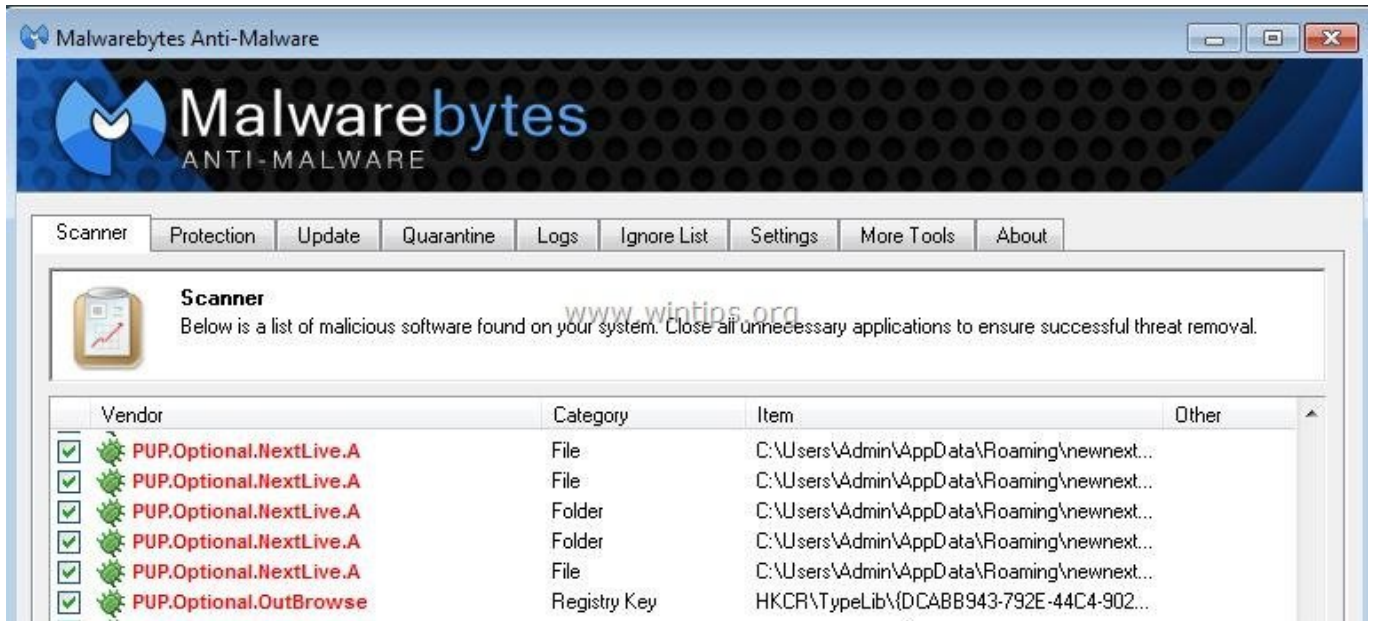 Malwarebytes Anti-Malware
Malwarebytes
ANTI-MALWARE
Scanner Protection Update Quarantine Logs Ignore List Settings More Tools About
Scanner
www.wintips.org
Below is a list of malicious software found on your system. Close all unnecessary applications to ensure successful threat removal.
Vendor Category Item Other
PUP.Optional.NextLive.A File C:\Users\Admin\AppData\Roaming\newnext...
PUP.Optional.NextLive.A File C:\Users\Admin\AppData\Roaming\newnext...
PUP.Optional.NextLive.A Folder C:\Users\Admin\AppData\Roaming\newnext...
PUP.Optional.NextLive.A Folder C:\Users\Admin\AppData\Roaming\newnext...
PUP.Optional.NextLive.A File C:\Users\Admin\AppData\Roaming\newnext...
PUP.Optional.OutBrowse Registry Key HKCR\TypeLib\{DCABB943-792E-44C4-902...